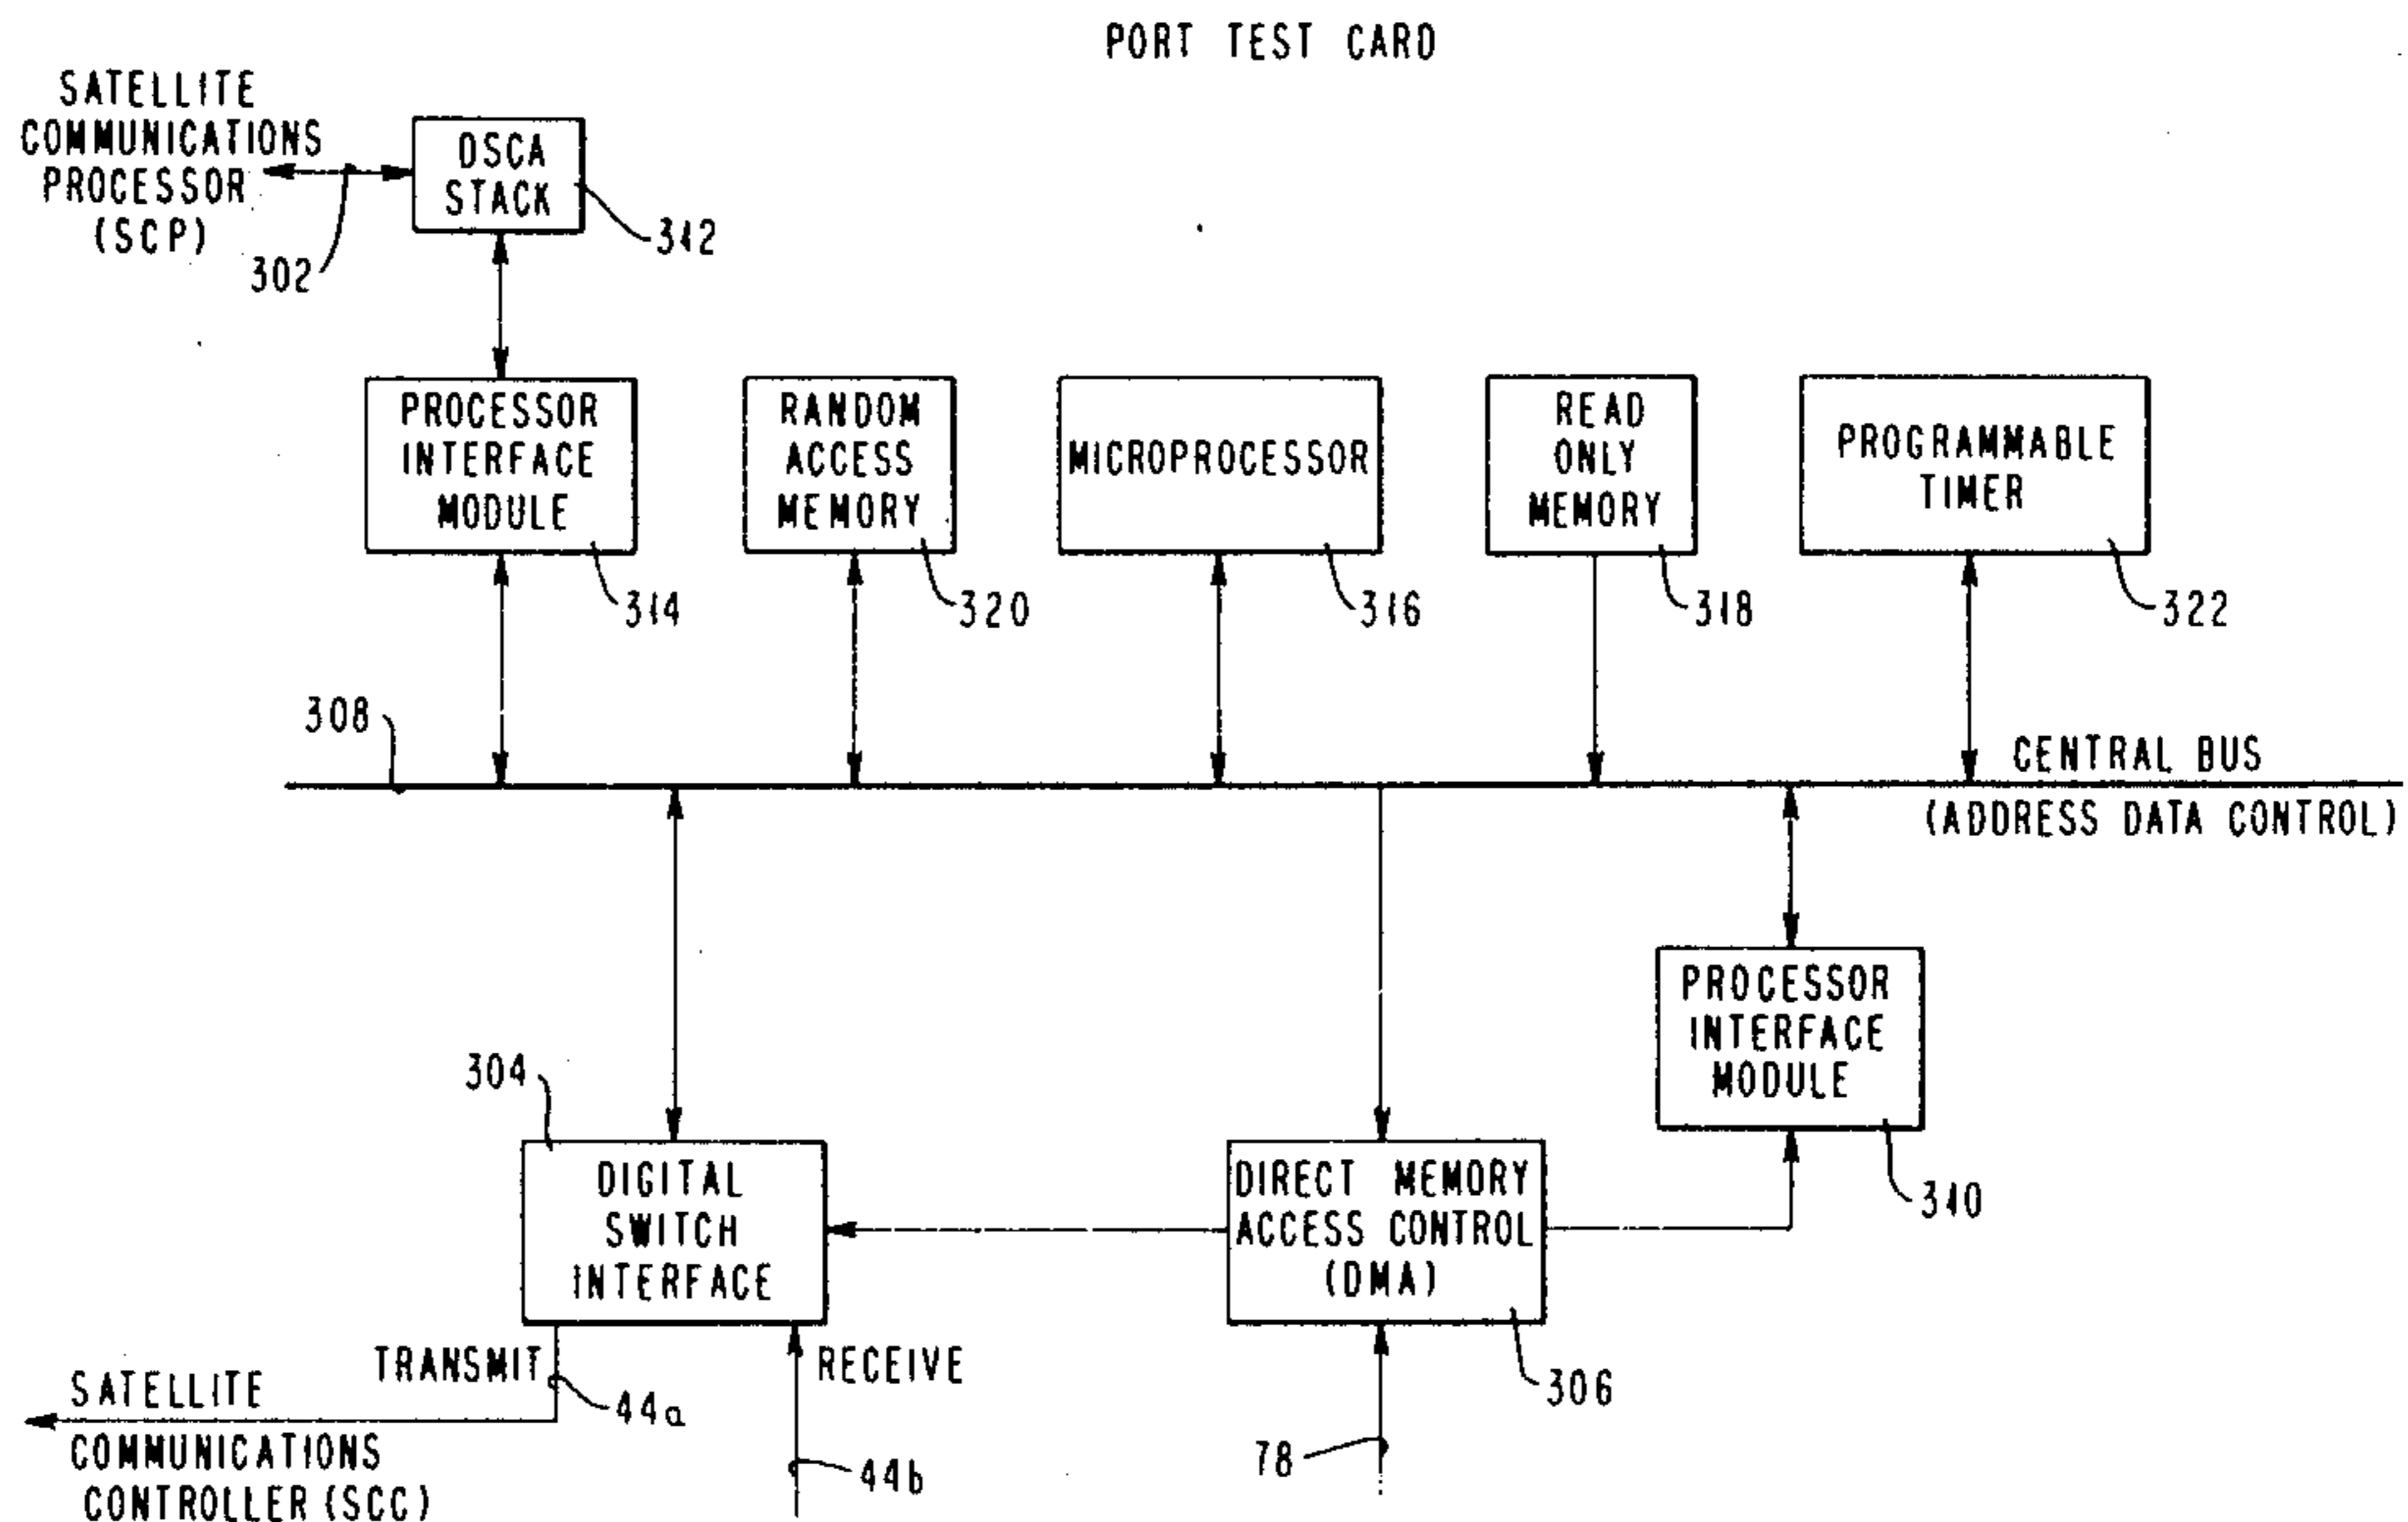 PORT TEST CARD
SATELLITE
COMMUNICATIONS
PROCESSOR
(SCP)
302
DSCA
STACK
312
PROCESSOR
INTERFACE
MODULE
314
RANDOM
ACCESS
MEMORY
320
MICROPROCESSOR
316
READ
ONLY
MEMORY
318
PROGRAMMABLE
TIMER
322
308
CENTRAL BUS
(ADDRESS DATA CONTROL)
PROCESSOR
INTERFACE
MODULE
310
304
DIGITAL
SWITCH
INTERFACE
DIRECT MEMORY
ACCESS CONTROL
(DMA)
306
TRANSMIT
44a
RECEIVE
44b
78
SATELLITE
COMMUNICATIONS
CONTROLLER (SCC)